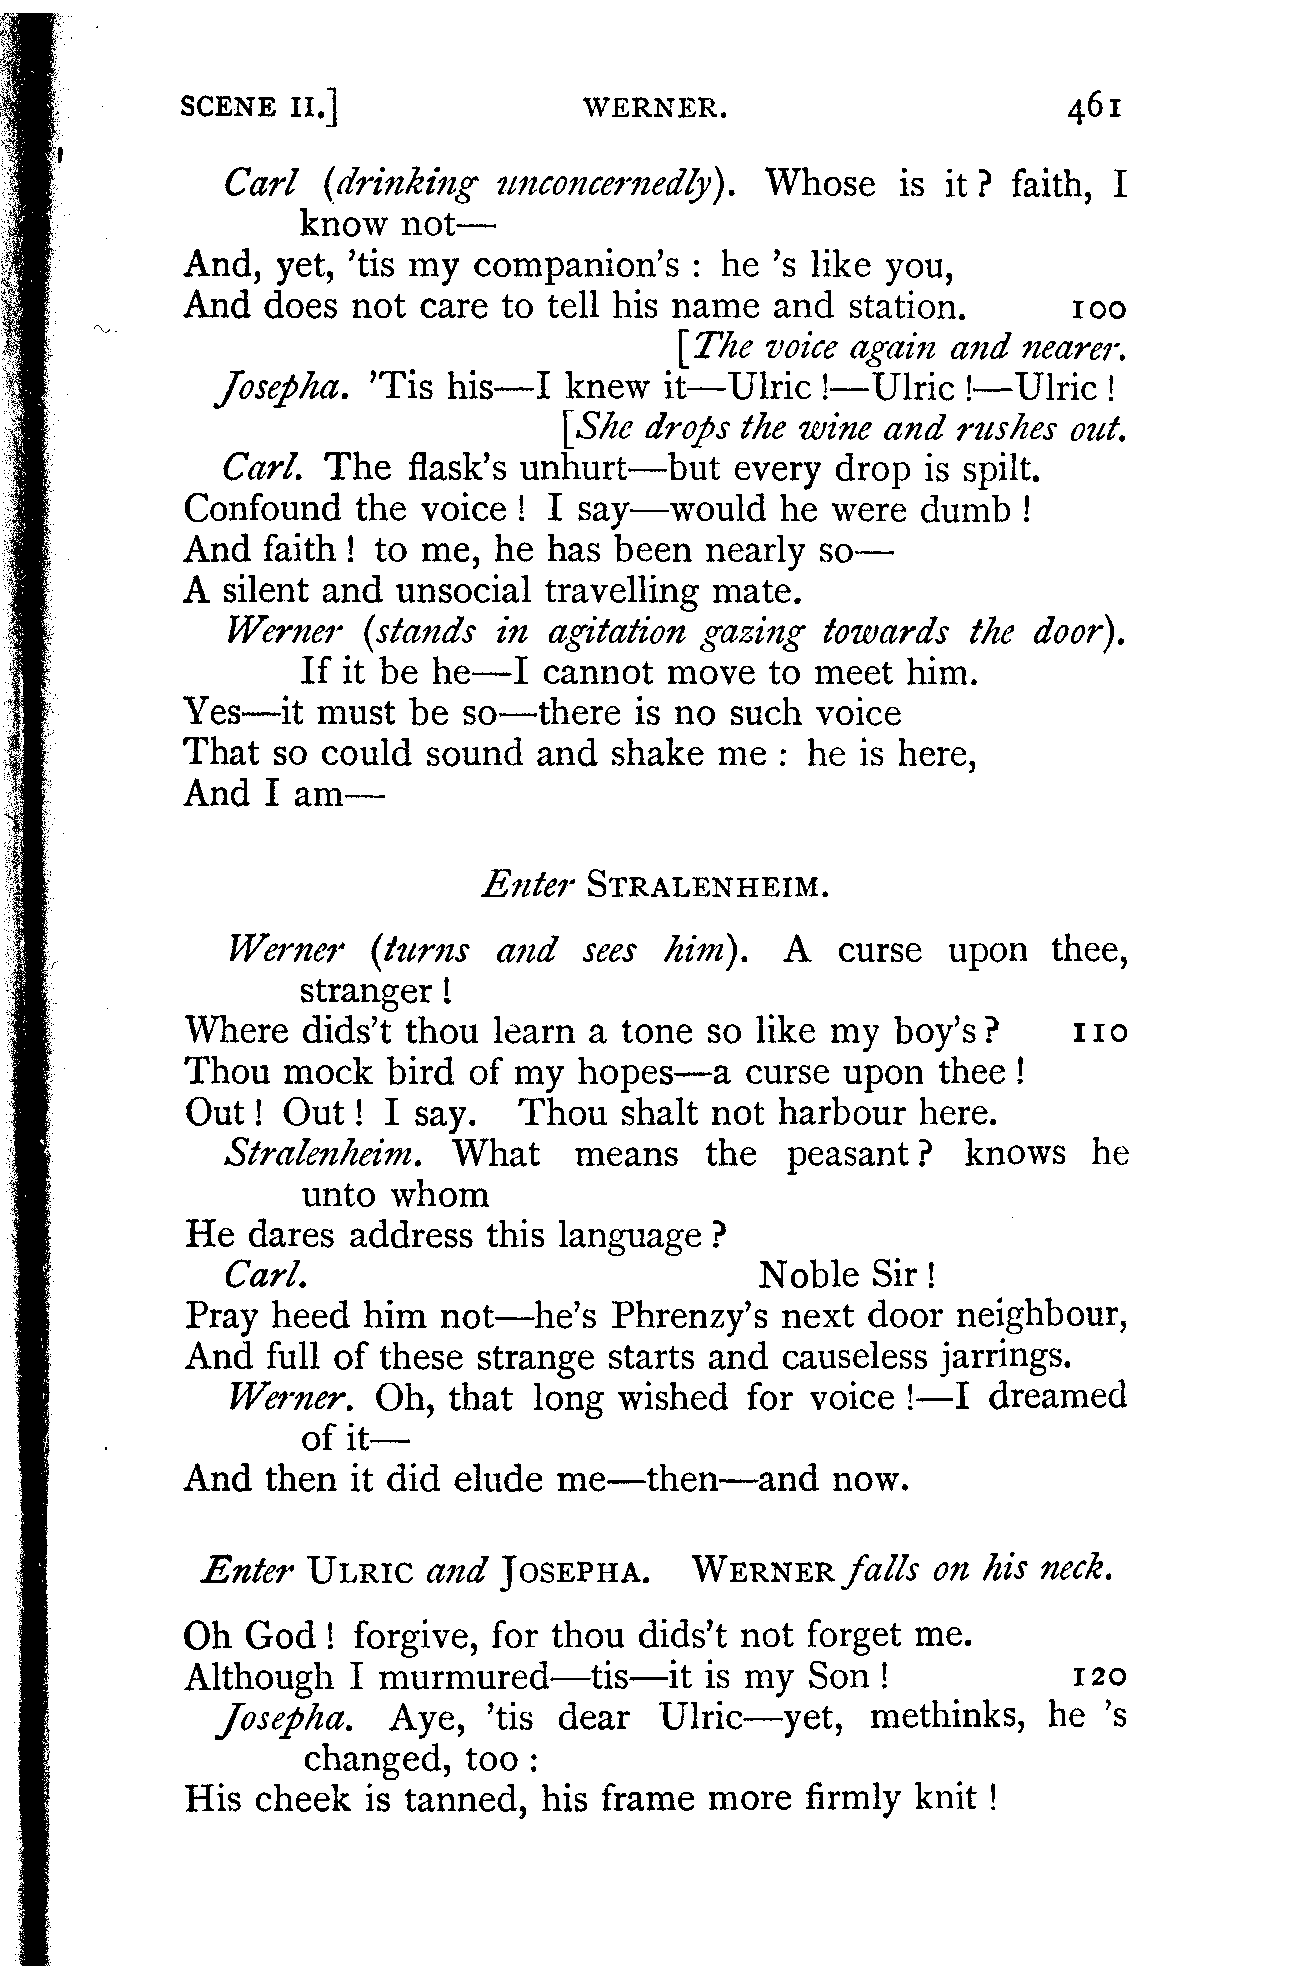 SCENE II.] WERNER. 461
Carl (drinking unconcernedly). Whose is it? faith, I
know not—
And, yet, 'tis my companion's : he 's like you,
And does not care to tell his name and station. 100
[The voice again and nearer.
Josepha. 'Tis his—I knew it—Ulric !—Ulric !—Ulric !
[She drops the wine and rushes out.
Carl. The flask's unhurt—but every drop is spilt.
Confound the voice ! I say—would he were dumb !
And faith ! to me, he has been nearly so—
A silent and unsocial travelling mate.
Werner (stands in agitation gazing towards the door).
If it be he—I cannot move to meet him.
Yes—it must be so—there is no such voice
That so could sound and shake me : he is here,
And I am—
Enter STRALENHEIM.
Werner (turns and sees him). A curse upon thee,
stranger !
Where dids't thou learn a tone so like my boy's ? 110
Thou mock bird of my hopes—a curse upon thee !
Out ! Out ! I say. Thou shalt not harbour here.
Stralenheim. What means the peasant ? knows he
unto whom
He dares address this language ?
Carl. Noble Sir !
Pray heed him not—he's Phrenzy's next door neighbour,
And full of these strange starts and causeless jarrings.
Werner. Oh, that long wished for voice !—I dreamed
of it—
And then it did elude me—then—and now.
Enter ULRIC and JOSEPHA. WERNER falls on his neck.
Oh God ! forgive, for thou dids't not forget me.
Although I murmured—tis—it is my Son ! 120
Josepha. Aye, 'tis dear Ulric—yet, methinks, he 's
changed, too :
His cheek is tanned, his frame more firmly knit !